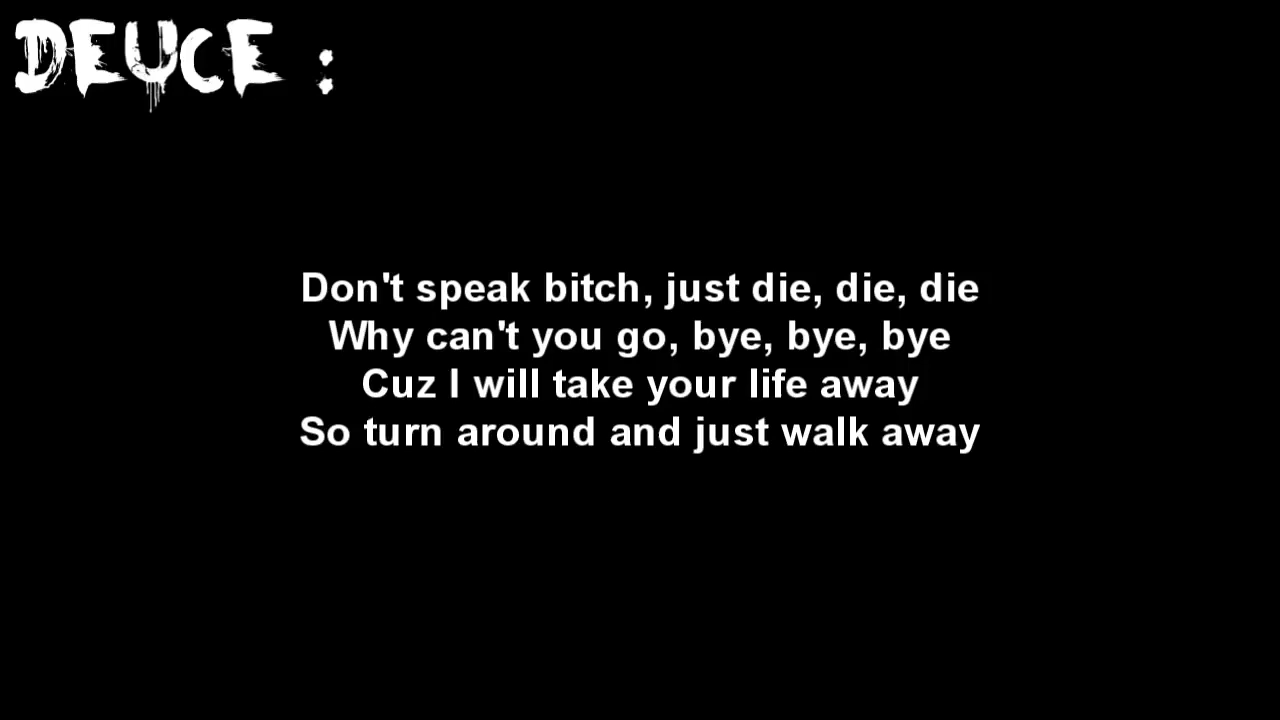 DEUCE :
Don't speak bitch, just die, die, die
Why can't you go, bye, bye, bye
Cuz I will take your life away
So turn around and just walk away